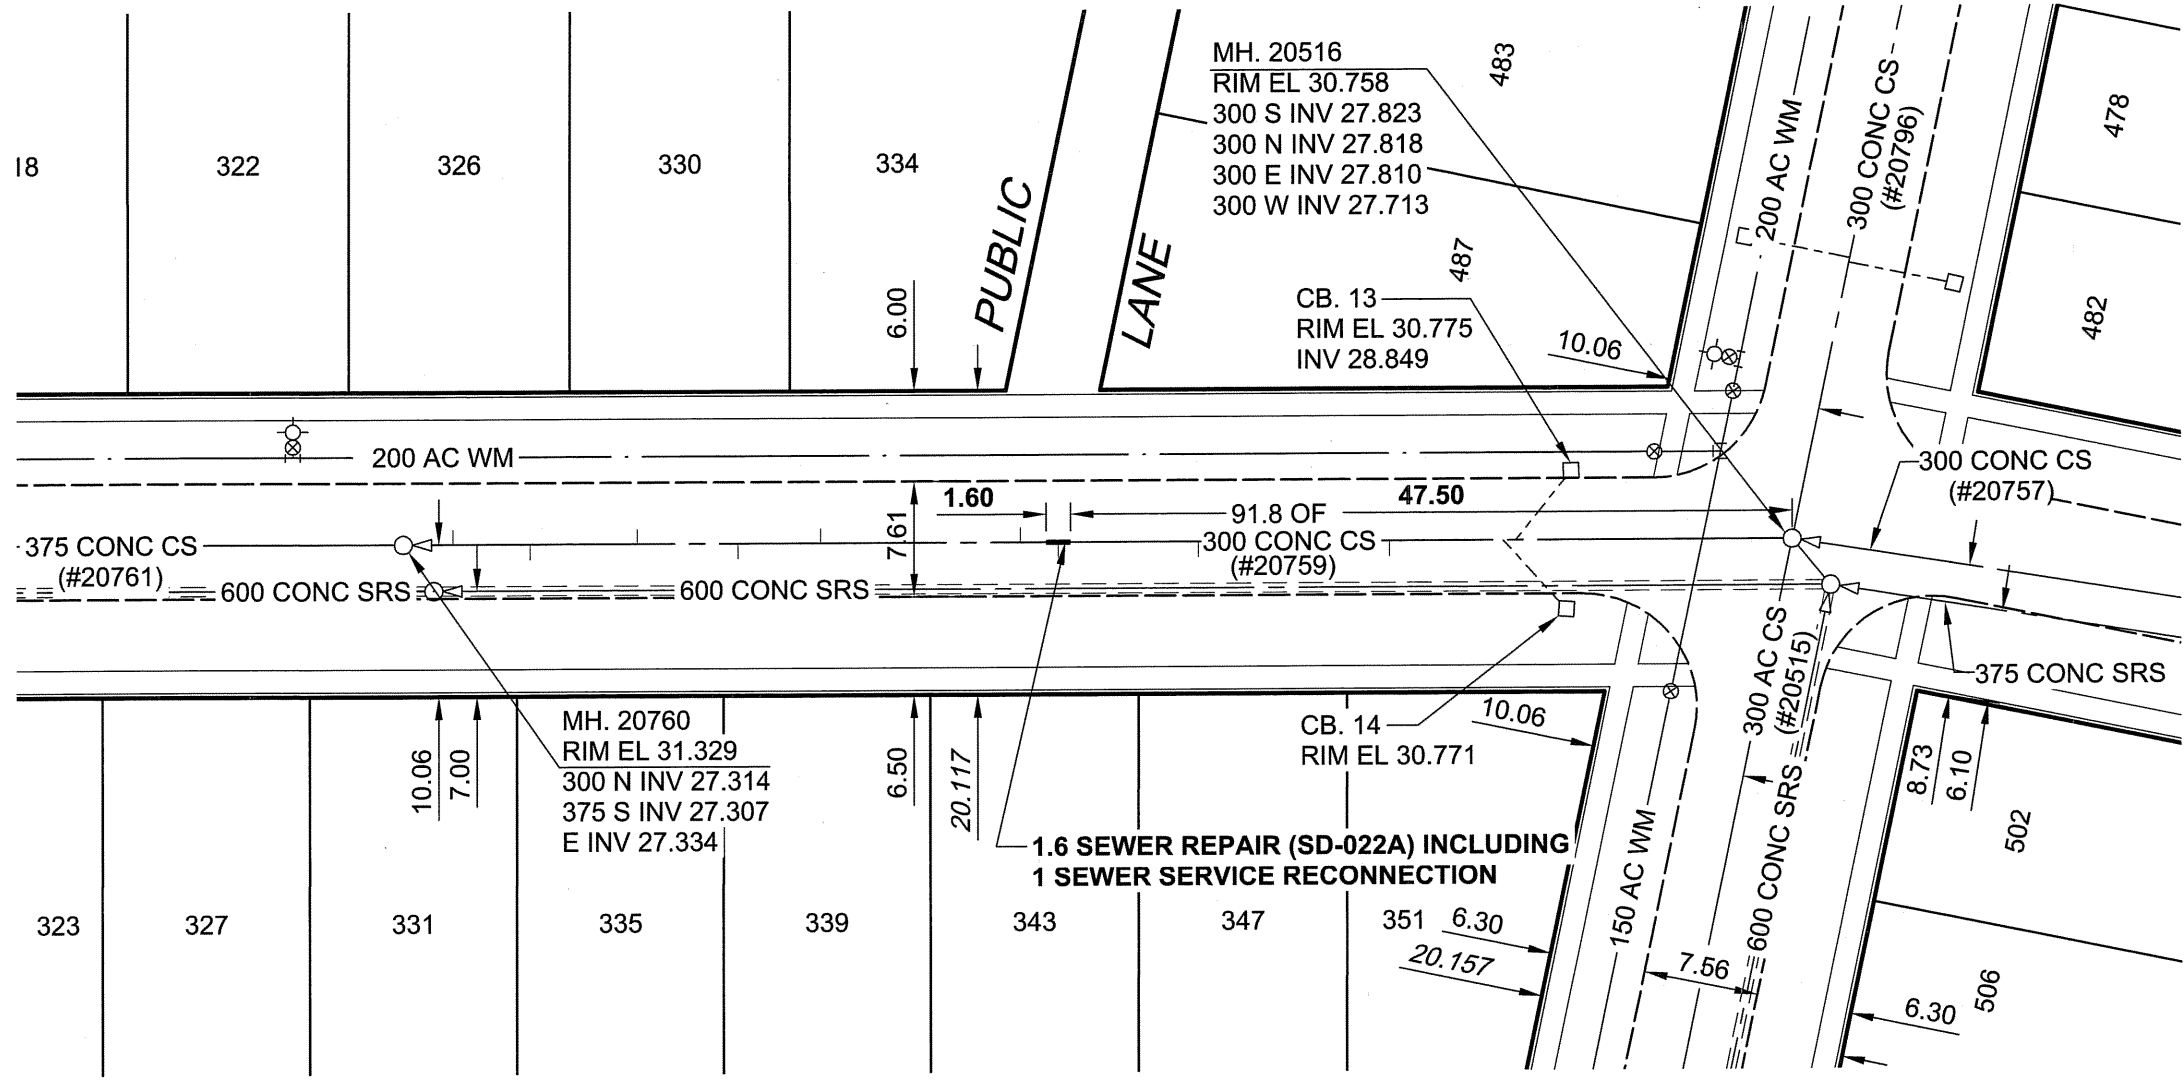 18
322
326
330
334
PUBLIC
LANE
6.00
MH. 20516
RIM EL 30.758
300 S INV 27.823
300 N INV 27.818
300 E INV 27.810
300 W INV 27.713
483
487
CB. 13
RIM EL 30.775
INV 28.849
10.06
200 AC WM
300 CONC CS
(#20796)
478
482
200 AC WM
375 CONC CS
(#20761)
600 CONC SRS
600 CONC SRS
7.61
1.60
47.50
91.8 OF
300 CONC CS
(#20759)
300 CONC CS
(#20757)
375 CONC SRS
300 AC CS
(#20515)
MH. 20760
RIM EL 31.329
300 N INV 27.314
375 S INV 27.307
E INV 27.334
10.06
7.00
6.50
20.117
CB. 14
RIM EL 30.771
10.06
1.6 SEWER REPAIR (SD-022A) INCLUDING
1 SEWER SERVICE RECONNECTION
150 AC WM
600 CONC SRS
8.73
6.10
502
506
323
327
331
335
339
343
347
351
6.30
20.157
7.56
6.30